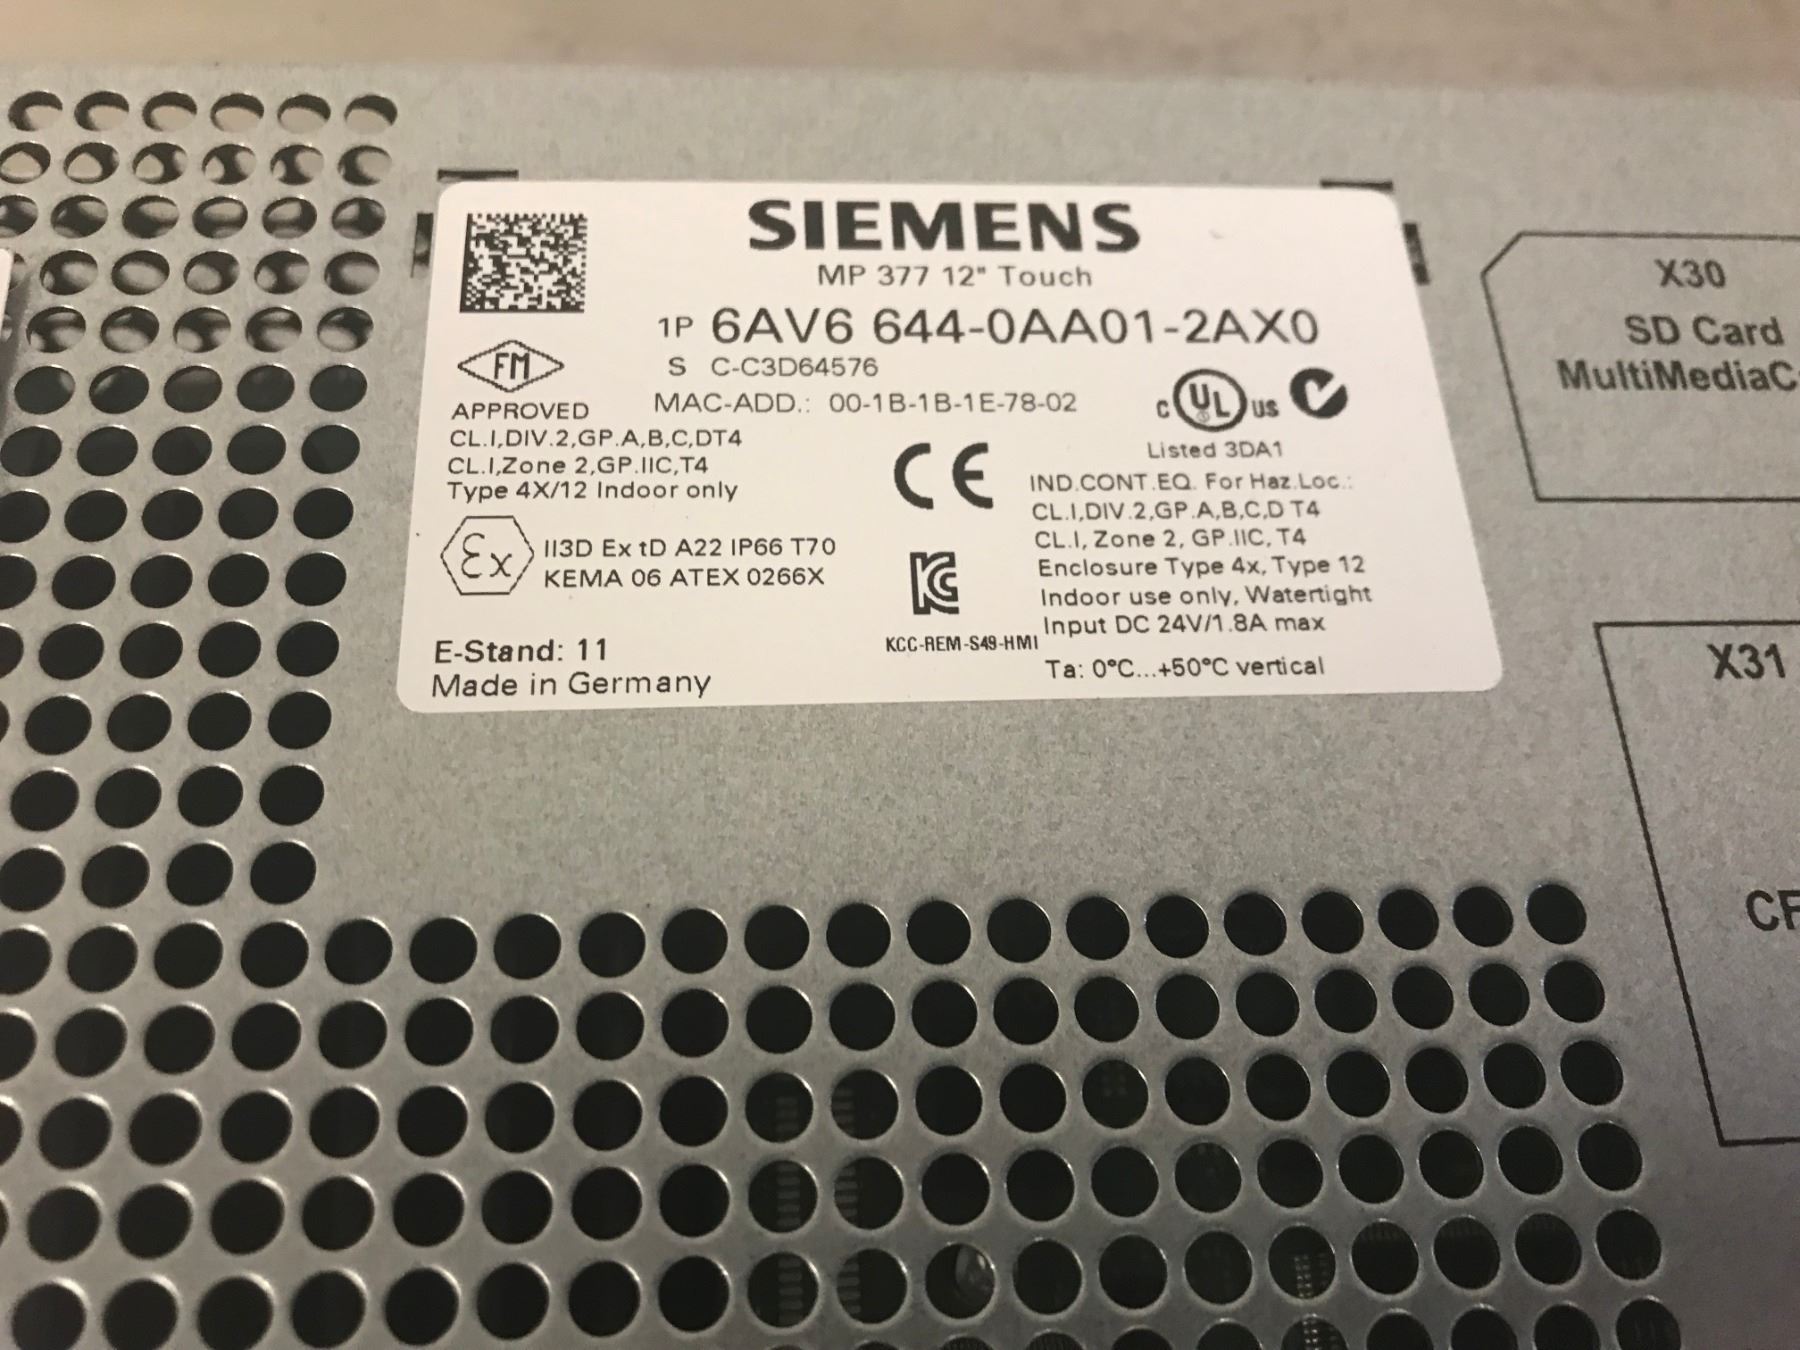 SIEMENS
MP 377 12" Touch
1P 6AV6 644-0AA01-2AX0
S C-C3D64576
MAC-ADD.: 00-1B-1B-1E-78-02
FM
APPROVED
CL.I,DIV.2,GP.A,B,C,DT4
CL.I,Zone 2,GP.IIC,T4
Type 4X/12 Indoor only
Ex
II3D Ex tD A22 IP66 T70
KEMA 06 ATEX 0266X
E-Stand: 11
Made in Germany
CE
KCC-REM-S49-HMI
C UL US
Listed 3DA1
IND.CONT.EQ. For Haz.Loc.:
CL.I,DIV.2,GP.A,B,C,D T4
CL.I, Zone 2, GP.IIC, T4
Enclosure Type 4x, Type 12
Indoor use only, Watertight
Input DC 24V/1.8A max
Ta: 0°C...+50°C vertical
X30
SD Card
MultiMediaC
X31
CF